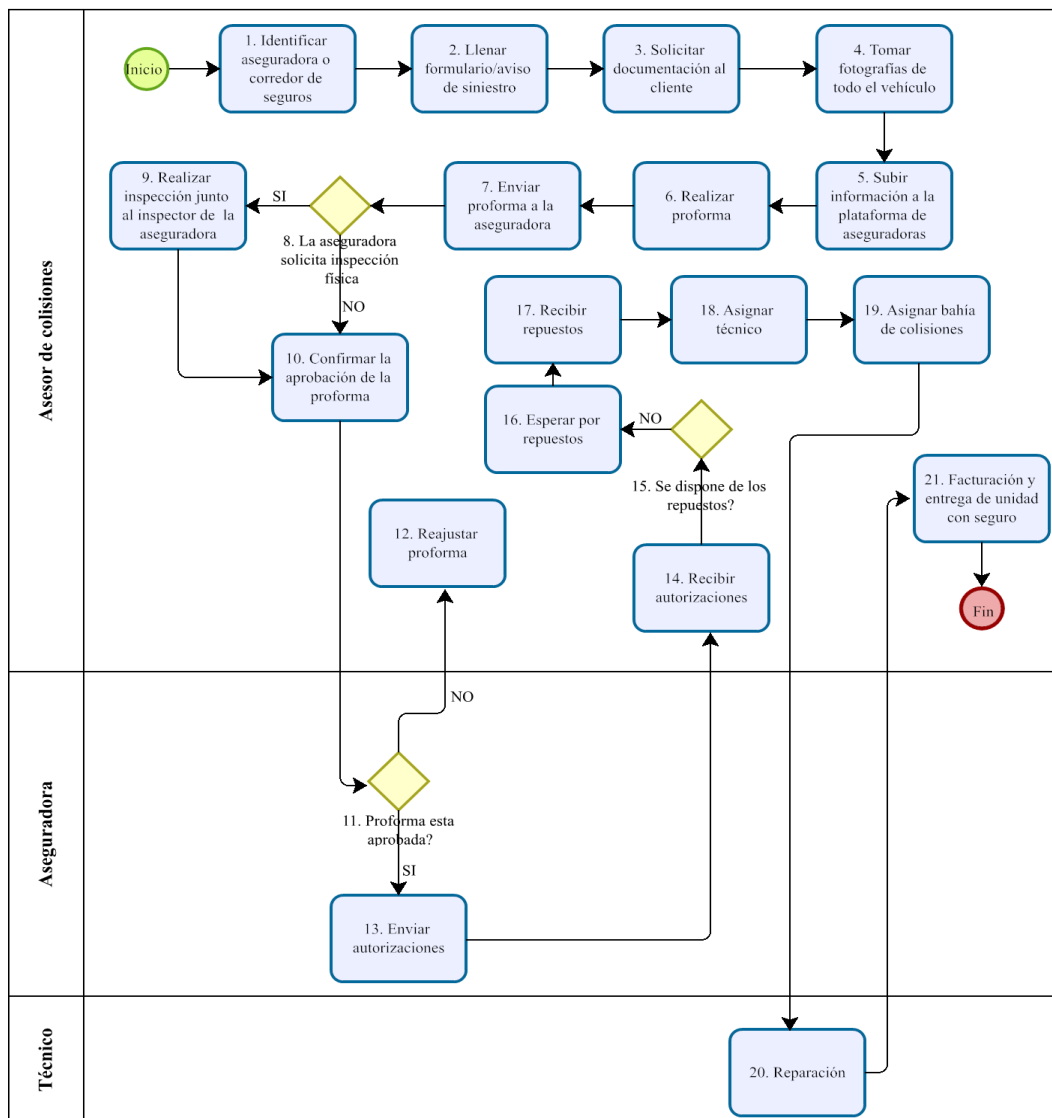 Asesor de colisiones
Inicio
1. Identificar
aseguradora o
corredor de
seguros
2. Llenar
formulario/aviso
de siniestro
3. Solicitar
documentación al
cliente
4. Tomar
fotografías de
todo el vehículo
5. Subir
información a la
plataforma de
aseguradoras
6. Realizar
proforma
7. Enviar
proforma a la
aseguradora
8. La aseguradora
solicita inspección
física
SI
NO
9. Realizar
inspección junto
al inspector de la
aseguradora
10. Confirmar la
aprobación de la
proforma
17. Recibir
repuestos
18. Asignar
técnico
19. Asignar bahía
de colisiones
16. Esperar por
repuestos
NO
15. Se dispone de los
repuestos?
12. Reajustar
proforma
14. Recibir
autorizaciones
21. Facturación y
entrega de unidad
con seguro
Fin
Aseguradora
NO
11. Proforma esta
aprobada?
SI
13. Enviar
autorizaciones
Técnico
20. Reparación